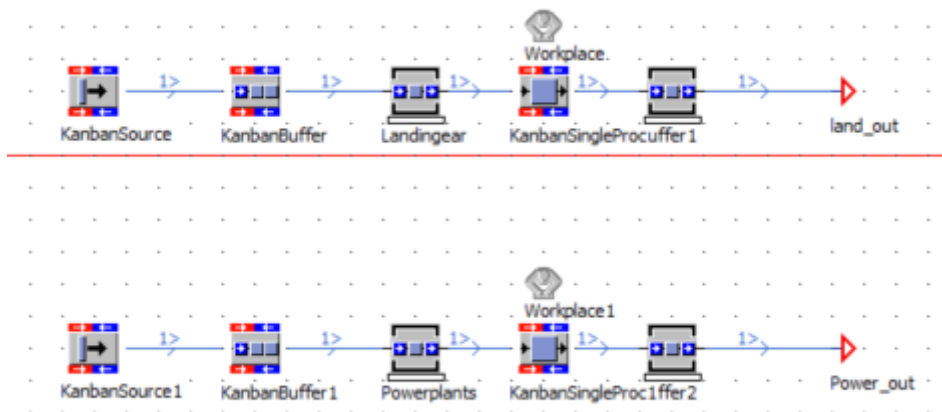 Workplace.
1> 1> 1> 1> 1>
KanbanSource KanbanBuffer Landingear KanbanSingleProcuffer1 land_out
Workplace1
1> 1> 1> 1> 1>
KanbanSource1 KanbanBuffer1 Powerplants KanbanSingleProc1ffer2 Power_out